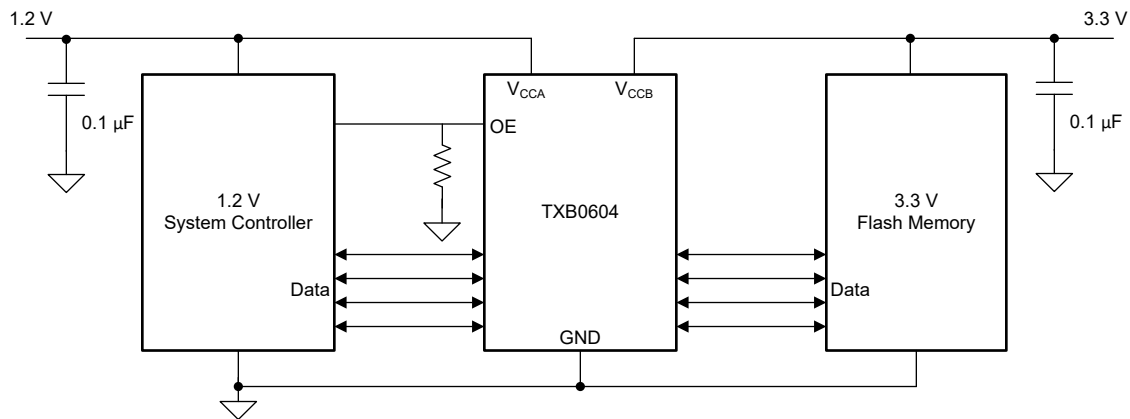 1.2 V
3.3 V
V_CCA
V_CCB
0.1 µF
0.1 µF
OE
1.2 V
System Controller
TXB0604
3.3 V
Flash Memory
Data
Data
GND